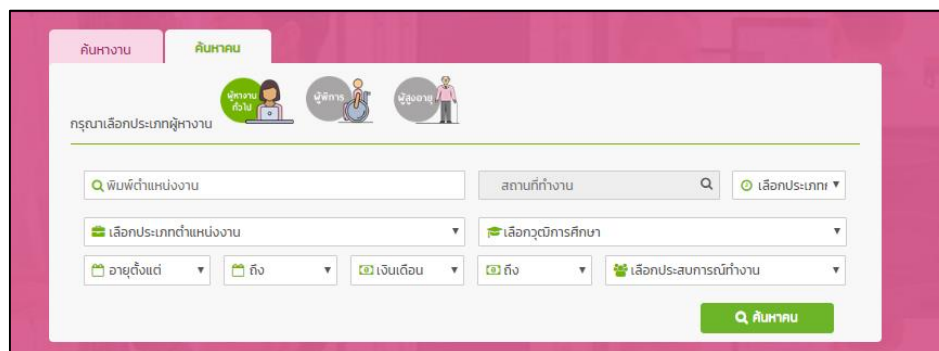 ค้นหางาน ค้นหาคน
ผู้หางาน
ทั่วไป
ผู้พิการ
ผู้สูงอายุ
กรุณาเลือกประเภทผู้หางาน
พิมพ์ตำแหน่งงาน สถานที่ทำงาน เลือกประเภท
เลือกประเภทตำแหน่งงาน เลือกวุฒิการศึกษา
อายุตั้งแต่ ถึง เงินเดือน ถึง เลือกประสบการณ์ทำงาน
ค้นหาคน